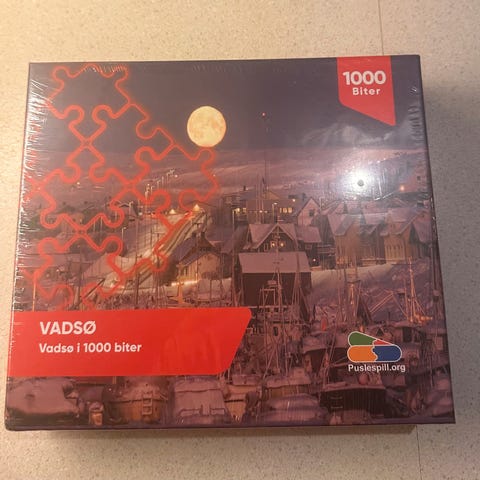 1000
Biter
VADSØ
Vadsø i 1000 biter
Puslespill.org